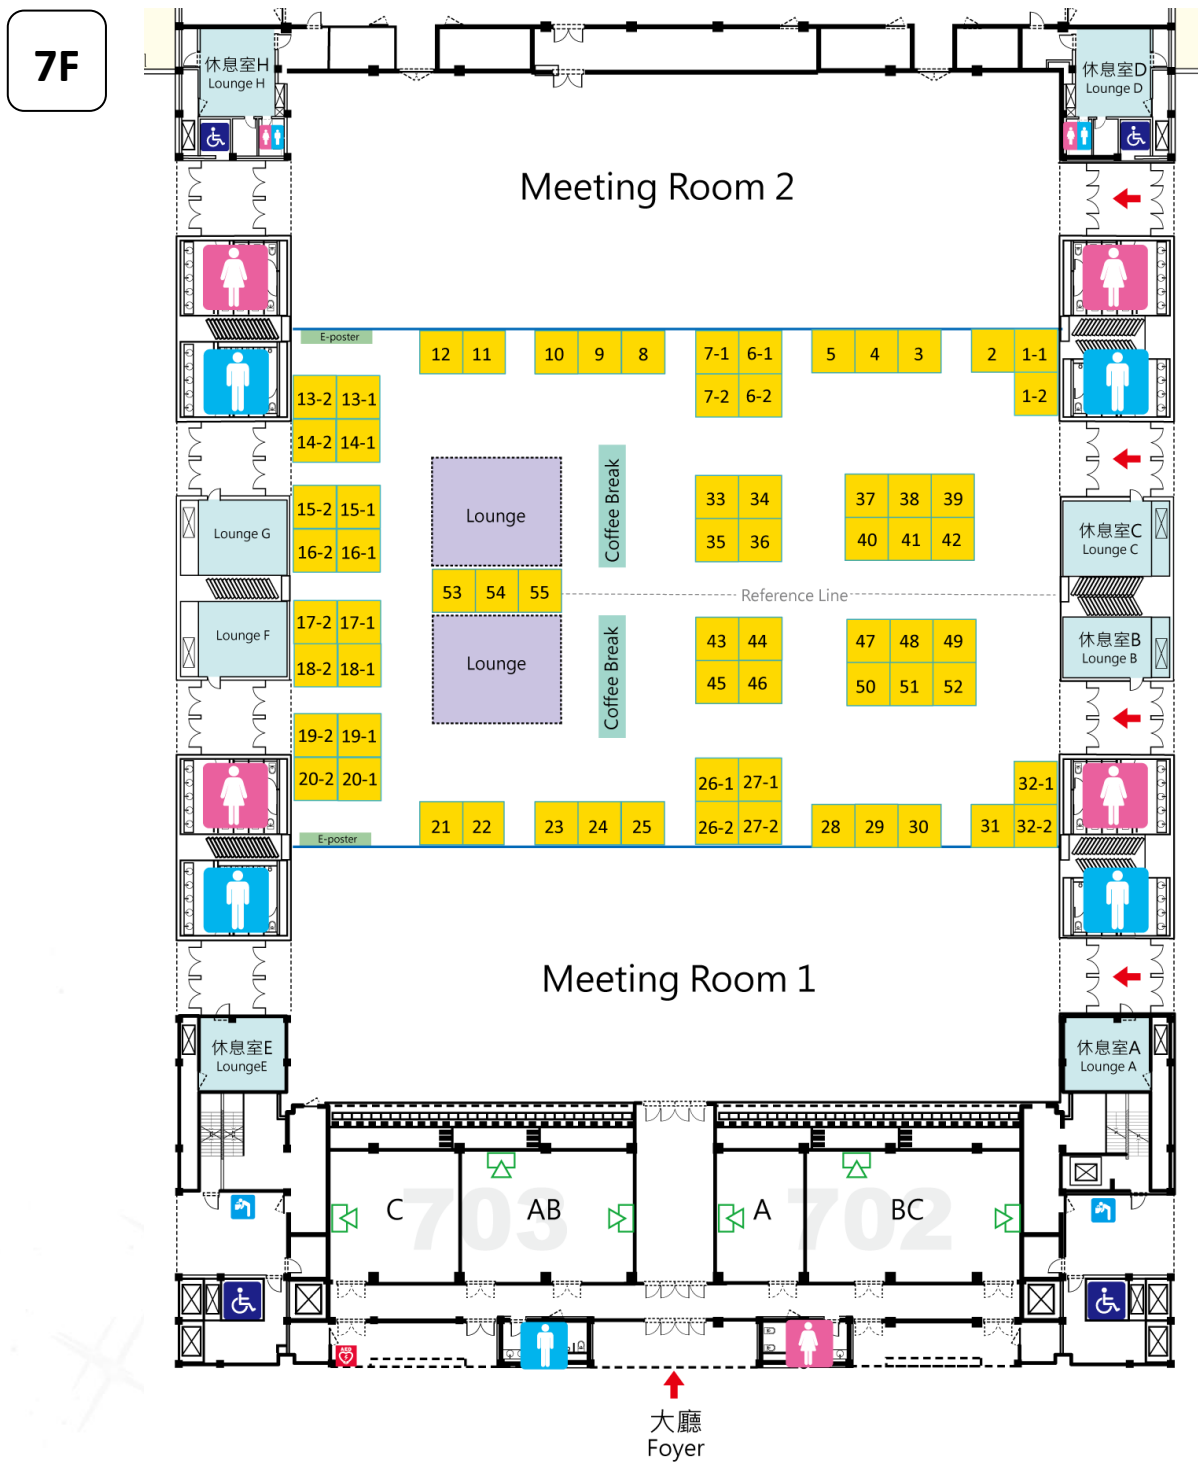 7F
休息室H
Lounge H
休息室D
Lounge D
Meeting Room 2
E-poster
12 11 10 9 8 7-1 6-1 5 4 3 2 1-1
7-2 6-2 1-2
13-2 13-1
14-2 14-1
Lounge
Coffee Break
33 34 37 38 39
35 36 40 41 42
15-2 15-1
16-2 16-1
Lounge G
休息室C
Lounge C
53 54 55
Reference Line
17-2 17-1
18-2 18-1
Lounge F
休息室B
Lounge B
Lounge
Coffee Break
43 44 47 48 49
45 46 50 51 52
19-2 19-1
20-2 20-1
26-1 27-1 32-1
21 22 23 24 25 26-2 27-2 28 29 30 31 32-2
E-poster
Meeting Room 1
休息室E
LoungeE
休息室A
Lounge A
703
C AB
702
A BC
AED
大廳
Foyer